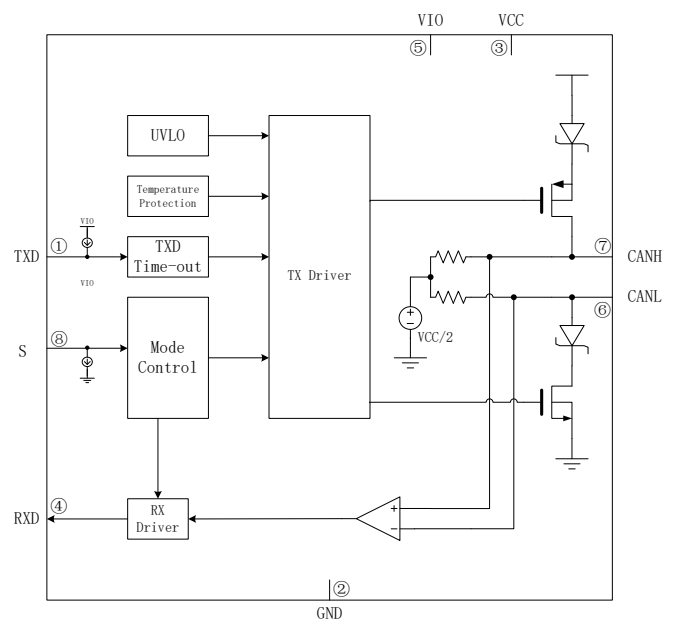 VIO VCC
⑤ ③
UVLO
Temperature
Protection
VIO
TXD ① TXD
Time-out
TX Driver
⑦ CANH
VIO
⑥ CANL
+
−
VCC/2
S ⑧ Mode
Control
RXD ④ RX
Driver
+
−
②
GND